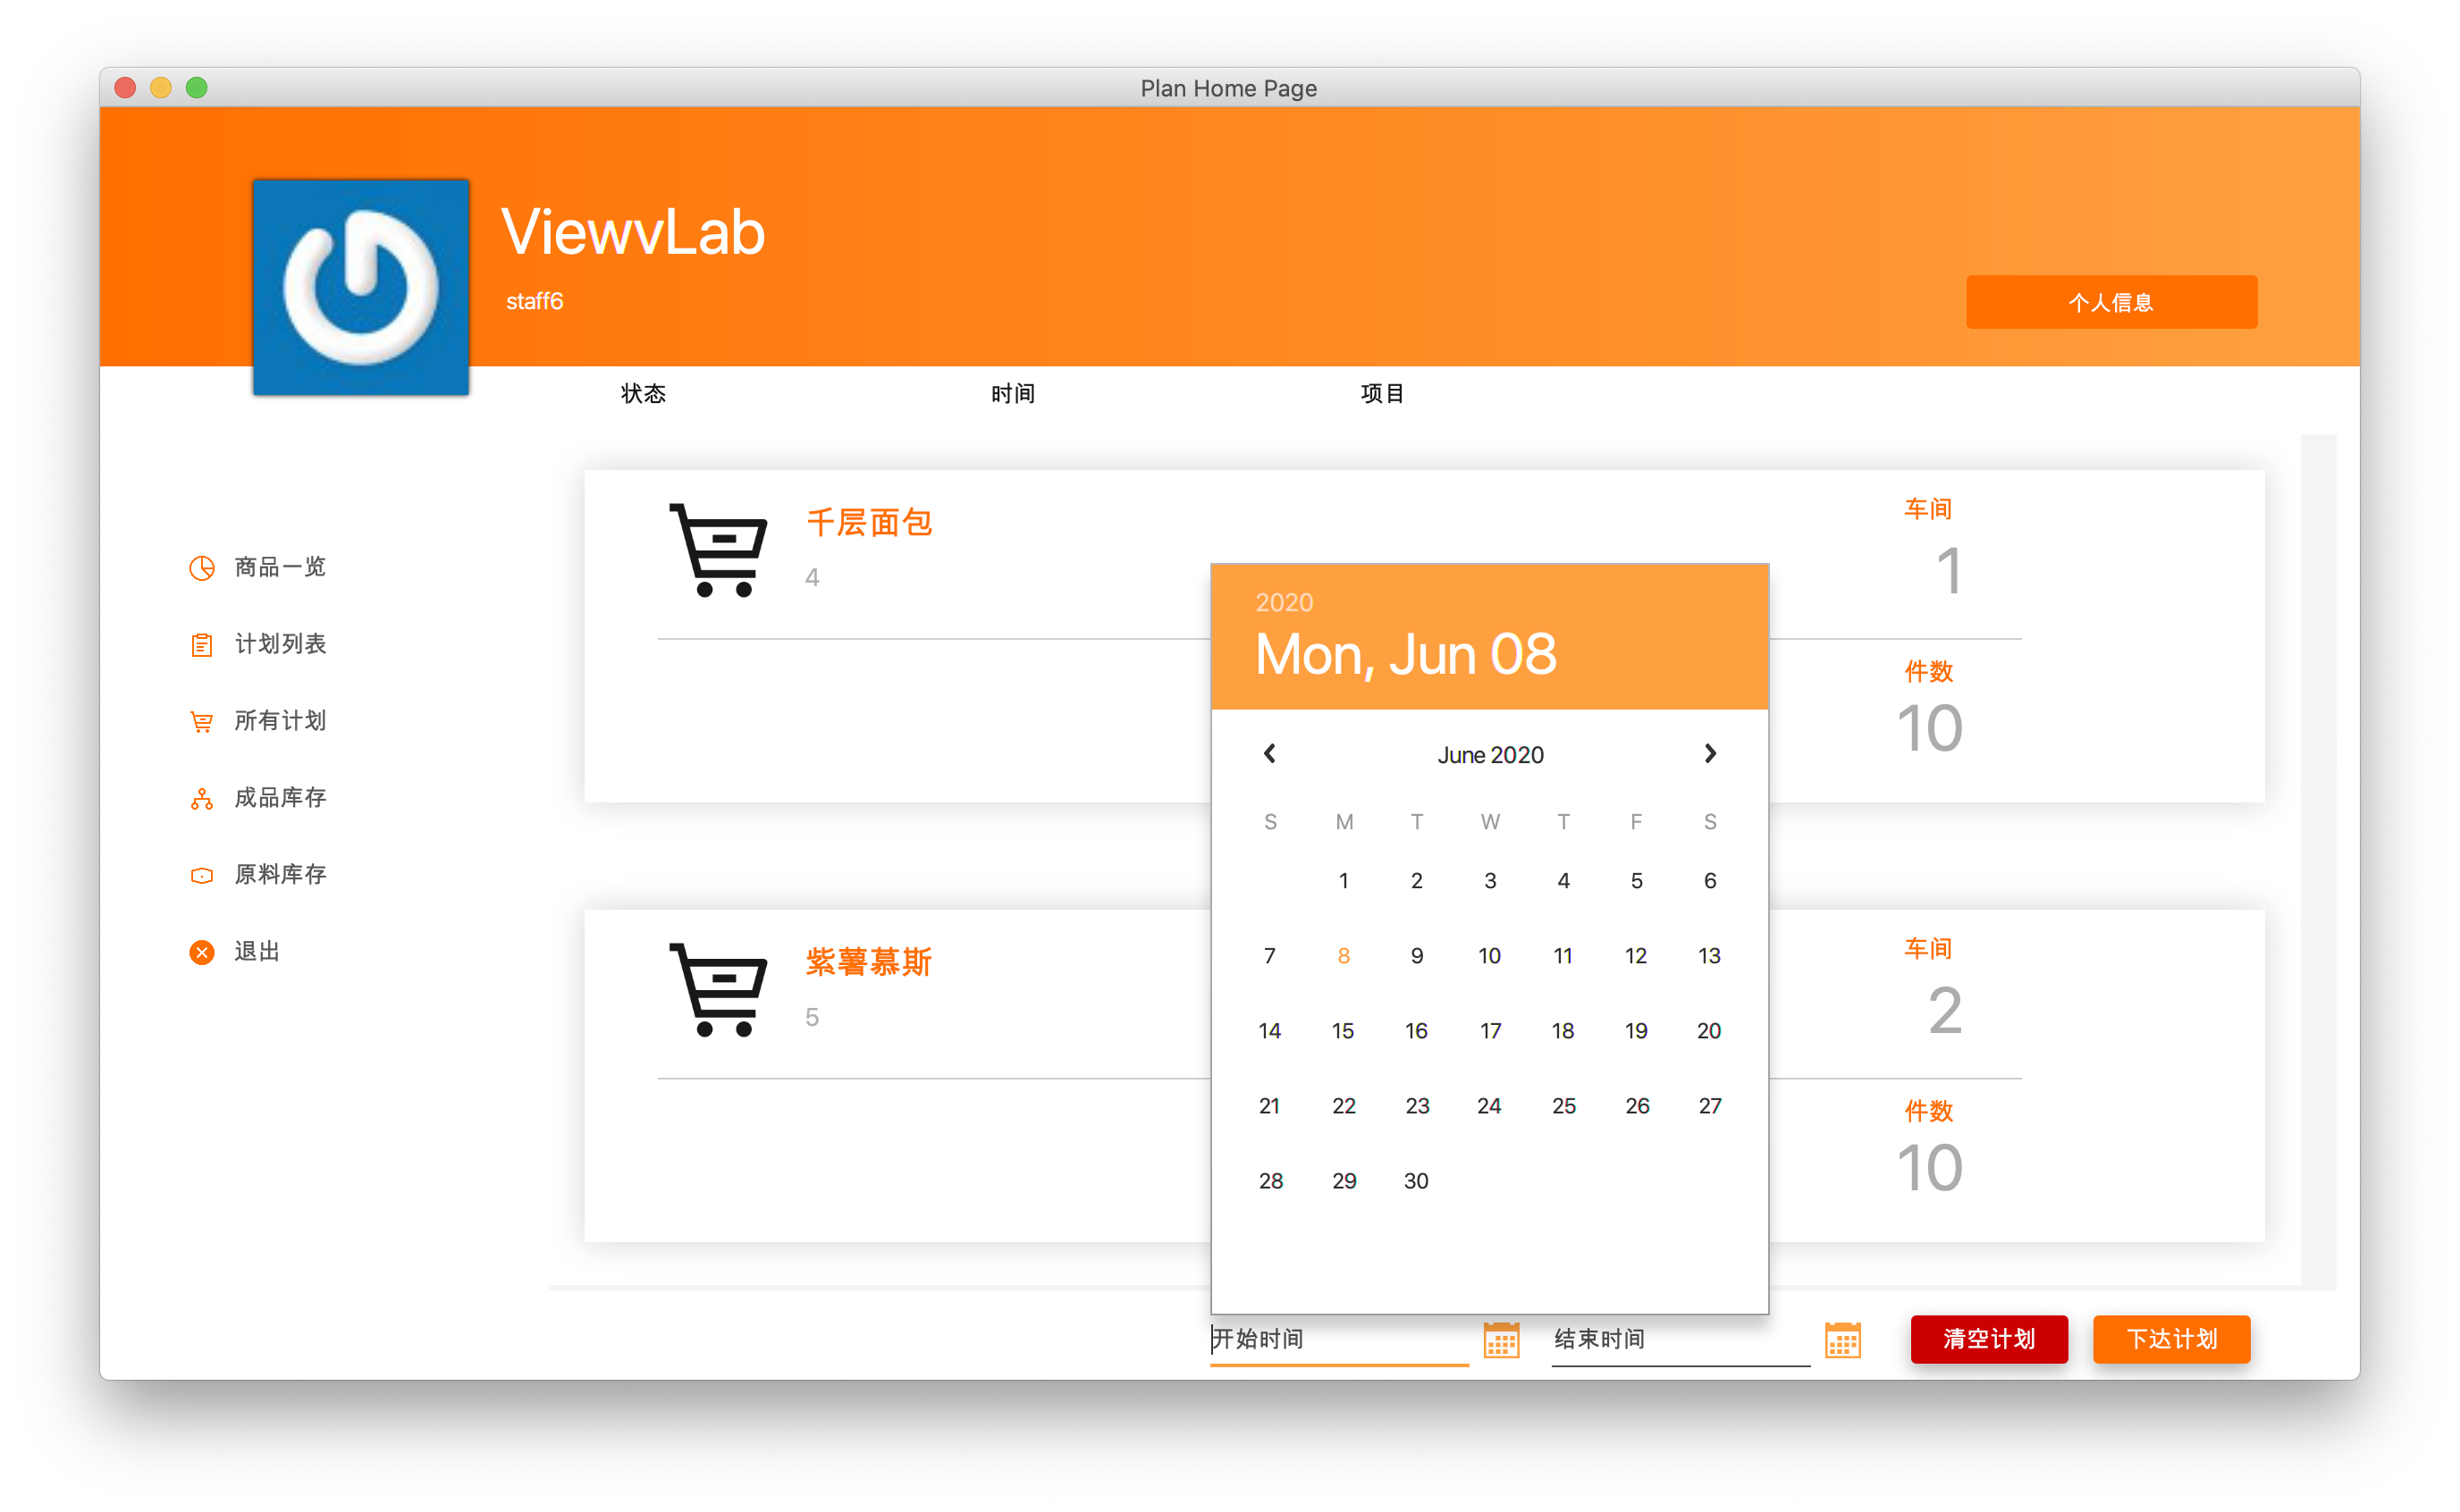 Plan Home Page
ViewvLab
staff6
个人信息
状态 时间 项目
商品一览
计划列表
所有计划
成品库存
原料库存
退出
千层面包
4
车间
1
件数
10
紫薯慕斯
5
车间
2
件数
10
2020
Mon, Jun 08
June 2020
S M T W T F S
1 2 3 4 5 6
7 8 9 10 11 12 13
14 15 16 17 18 19 20
21 22 23 24 25 26 27
28 29 30
开始时间 结束时间 清空计划 下达计划